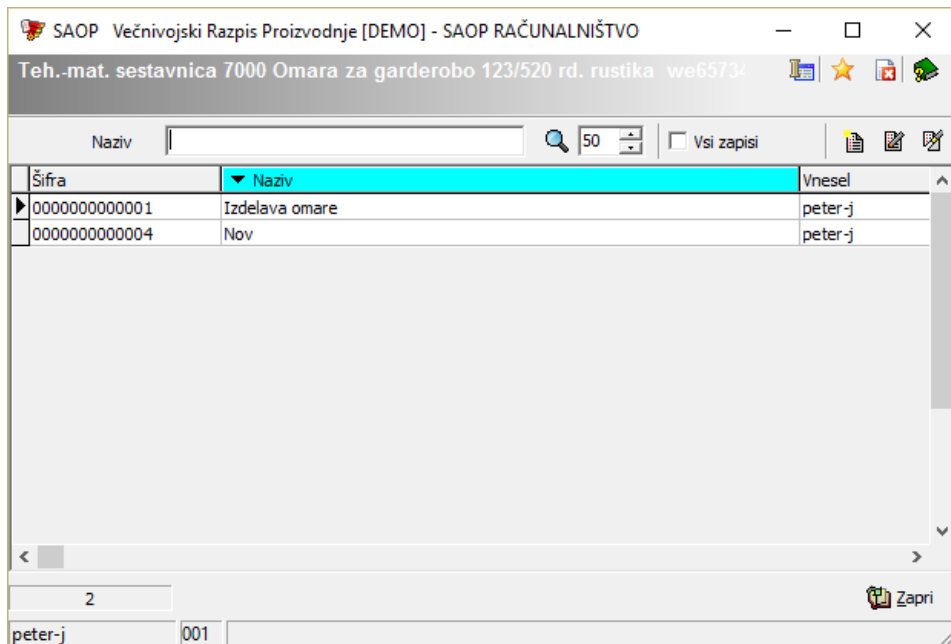 SAOP Večnivojski Razpis Proizvodnje [DEMO] - SAOP RAČUNALNIŠTVO
Teh.-mat. sestavnica 7000 Omara za garderobo 123/520 rd. rustika we65734
Naziv 50 Vsi zapisi
Šifra Naziv Vnesel
0000000000001 Izdelava omare peter-j
0000000000004 Nov peter-j
2 Zapri
peter-j 001